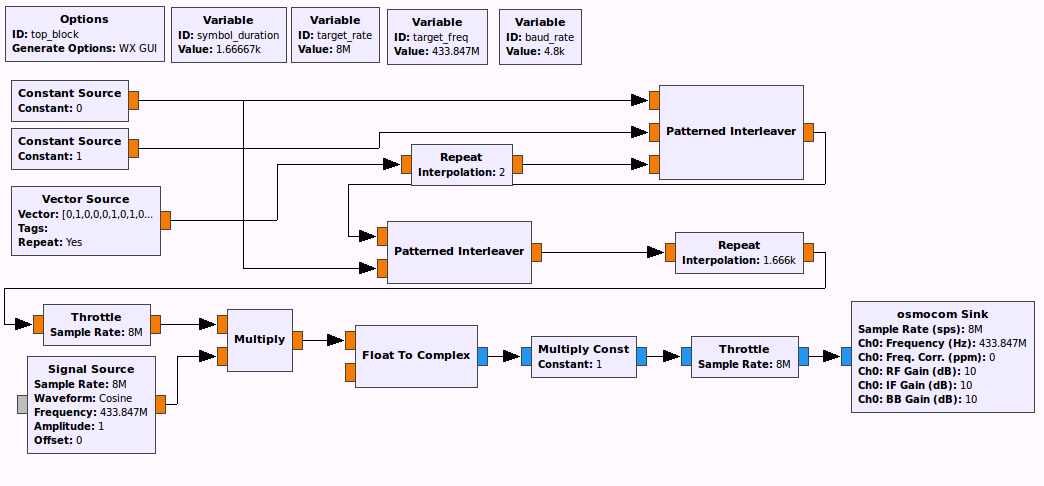 Options
ID: top_block
Generate Options: WX GUI
Variable
ID: symbol_duration
Value: 1.66667k
Variable
ID: target_rate
Value: 8M
Variable
ID: target_freq
Value: 433.847M
Variable
ID: baud_rate
Value: 4.8k
Constant Source
Constant: 0
Constant Source
Constant: 1
Vector Source
Vector: [0,1,0,0,0,1,0,1,0...
Tags:
Repeat: Yes
Repeat
Interpolation: 2
Patterned Interleaver
Patterned Interleaver
Repeat
Interpolation: 1.666k
Throttle
Sample Rate: 8M
Signal Source
Sample Rate: 8M
Waveform: Cosine
Frequency: 433.847M
Amplitude: 1
Offset: 0
Multiply
Float To Complex
Multiply Const
Constant: 1
Throttle
Sample Rate: 8M
osmocom Sink
Sample Rate (sps): 8M
Ch0: Frequency (Hz): 433.847M
Ch0: Freq. Corr. (ppm): 0
Ch0: RF Gain (dB): 10
Ch0: IF Gain (dB): 10
Ch0: BB Gain (dB): 10